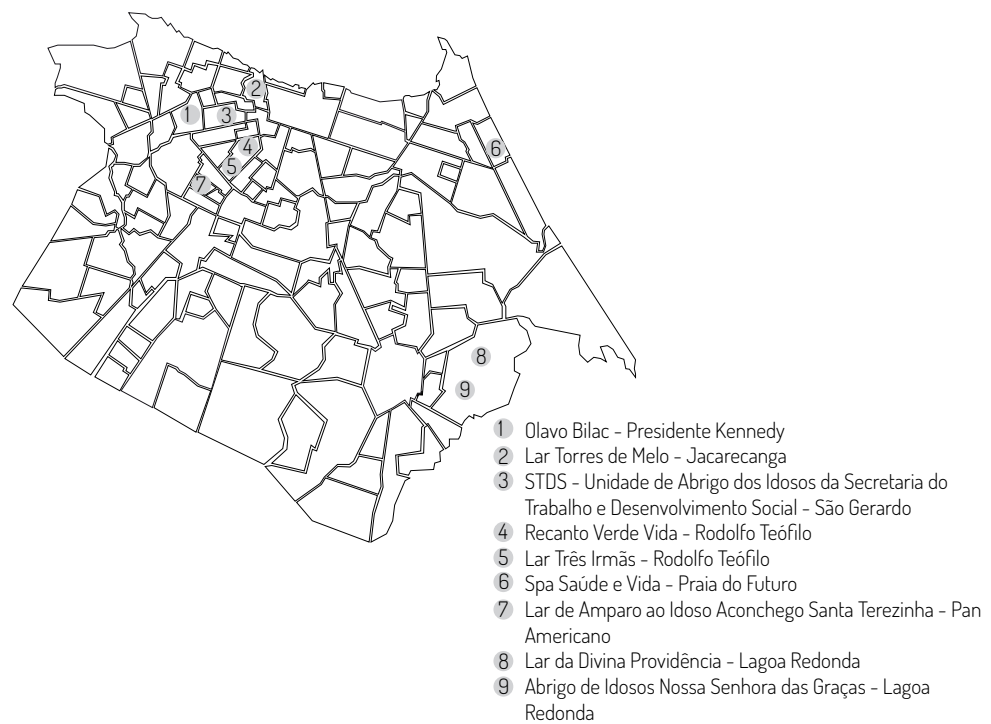 2
1
3
4
6
5
7
8
9
1 Olavo Bilac - Presidente Kennedy
2 Lar Torres de Melo - Jacarecanga
3 STDS - Unidade de Abrigo dos Idosos da Secretaria do
Trabalho e Desenvolvimento Social - São Gerardo
4 Recanto Verde Vida - Rodolfo Teófilo
5 Lar Três Irmãs - Rodolfo Teófilo
6 Spa Saúde e Vida - Praia do Futuro
7 Lar de Amparo ao Idoso Aconchego Santa Terezinha - Pan
Americano
8 Lar da Divina Providência - Lagoa Redonda
9 Abrigo de Idosos Nossa Senhora das Graças - Lagoa
Redonda